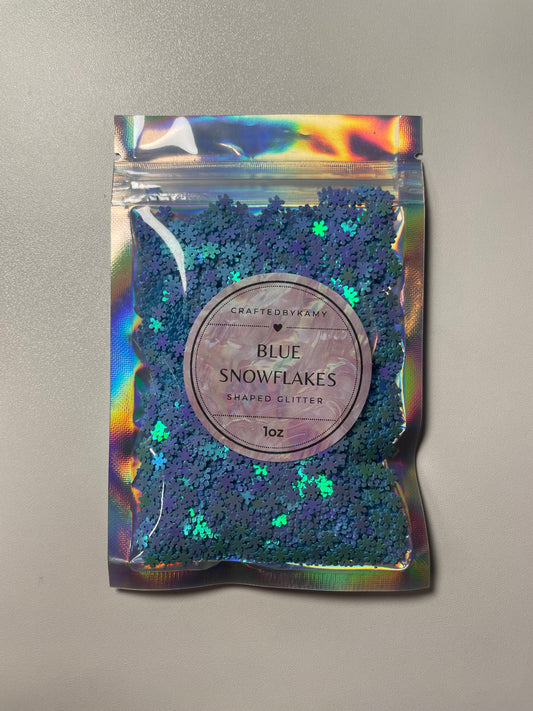 CRAFTEDBYKAMY
BLUE
SNOWFLAKES
SHAPED GLITTER
1oz